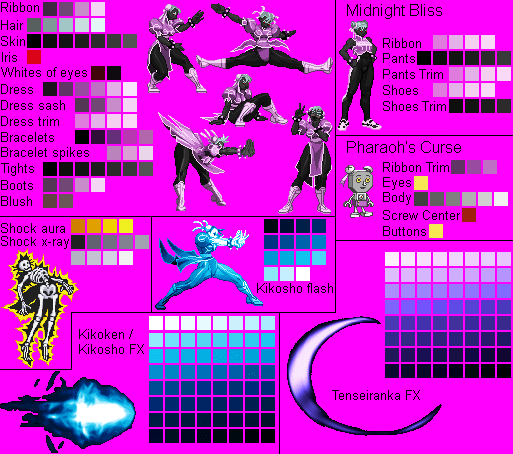 Ribbon
Hair
Skin
Iris
Whites of eyes
Dress
Dress sash
Dress trim
Bracelets
Bracelet spikes
Tights
Boots
Blush
Midnight Bliss
Ribbon
Pants
Pants Trim
Shoes
Shoes Trim
Pharaoh's Curse
Ribbon Trim
Eyes
Body
Screw Center
Buttons
Shock aura
Shock x-ray
Kikosho flash
Kikoken /
Kikosho FX
Tenseiranka FX